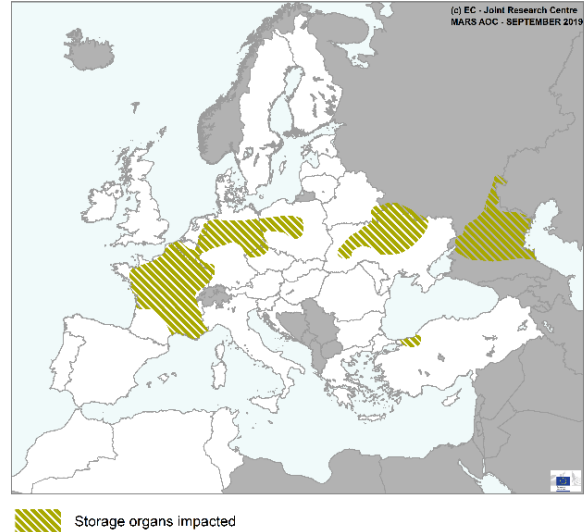 (c) EC - Joint Research Centre
MARS AOC - SEPTEMBER 2019
Storage organs impacted